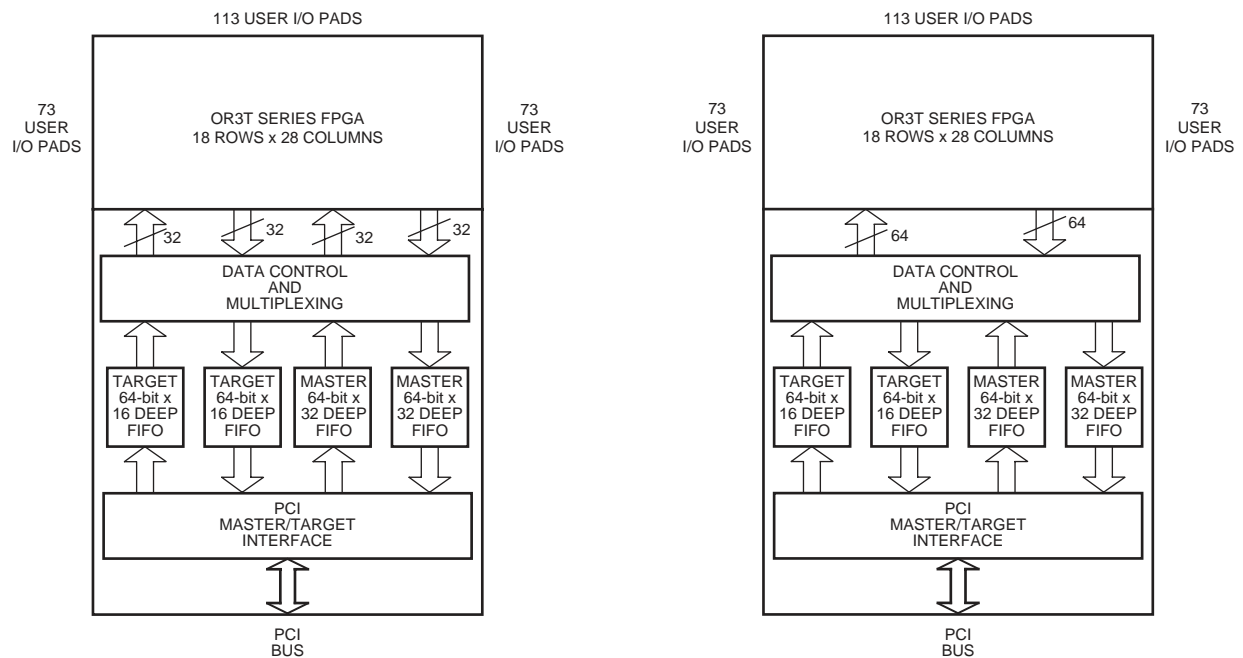 113 USER I/O PADS
73
USER
I/O PADS
OR3T SERIES FPGA
18 ROWS x 28 COLUMNS
73
USER
I/O PADS
32
32
32
32
DATA CONTROL
AND
MULTIPLEXING
TARGET
64-bit x
16 DEEP
FIFO
TARGET
64-bit x
16 DEEP
FIFO
MASTER
64-bit x
32 DEEP
FIFO
MASTER
64-bit x
32 DEEP
FIFO
PCI
MASTER/TARGET
INTERFACE
PCI
BUS
113 USER I/O PADS
73
USER
I/O PADS
OR3T SERIES FPGA
18 ROWS x 28 COLUMNS
73
USER
I/O PADS
64
64
DATA CONTROL
AND
MULTIPLEXING
TARGET
64-bit x
16 DEEP
FIFO
TARGET
64-bit x
16 DEEP
FIFO
MASTER
64-bit x
32 DEEP
FIFO
MASTER
64-bit x
32 DEEP
FIFO
PCI
MASTER/TARGET
INTERFACE
PCI
BUS